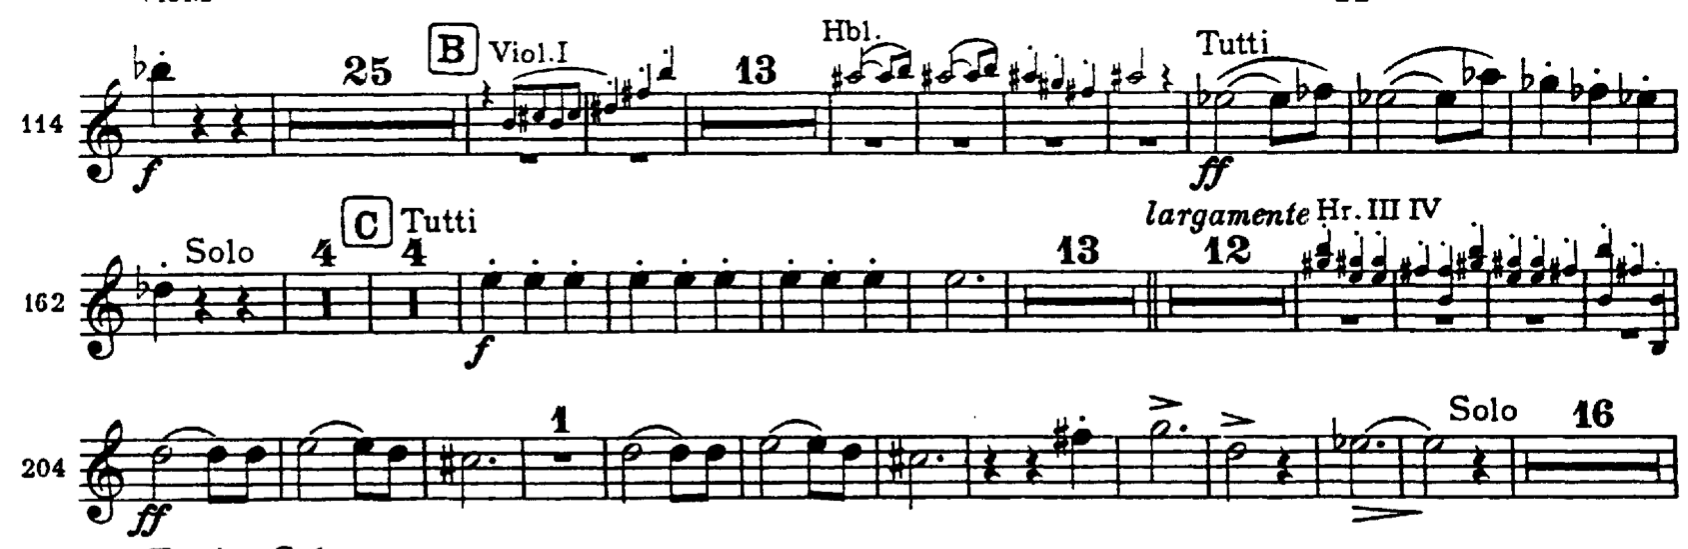 B Viol.I Hbl. Tutti
25 13
114
f ff
Solo C Tutti largamente Hr. III IV
4 4 13 12
162
f
Solo
1 16
204
ff